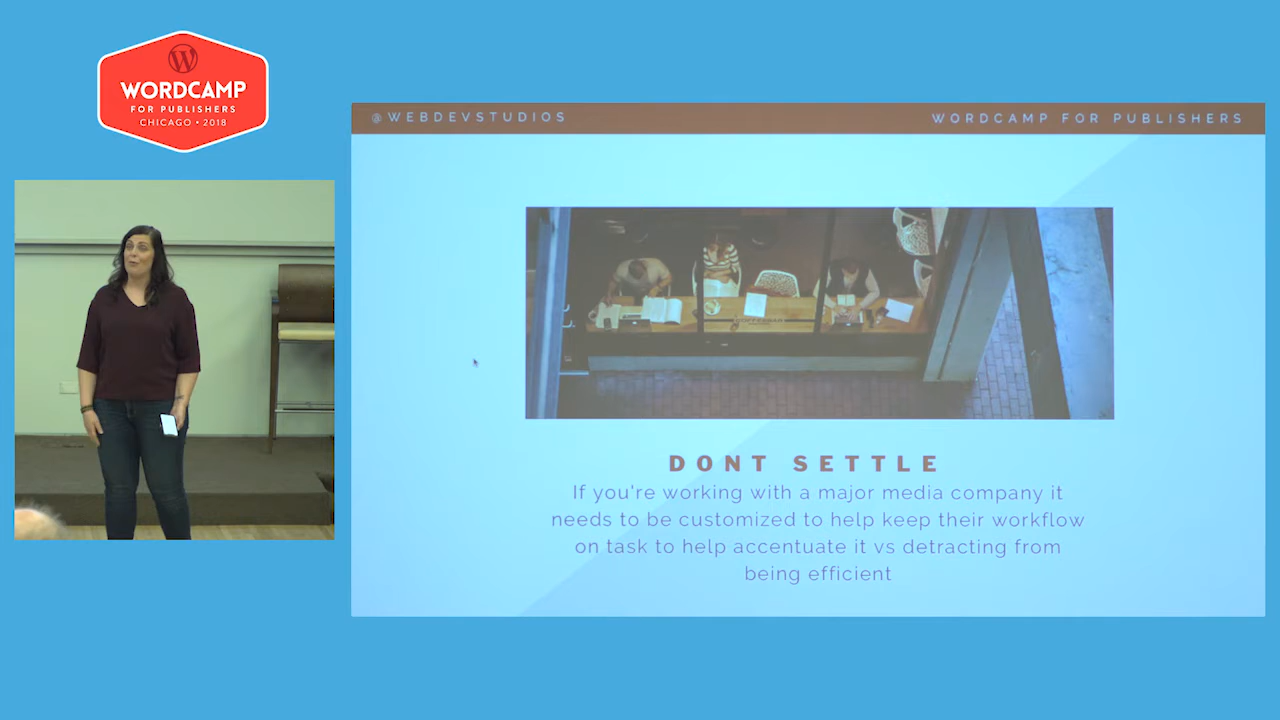 WORDCAMP
FOR PUBLISHERS
CHICAGO • 2018
@WEBDEVSTUDIOS
WORDCAMP FOR PUBLISHERS
DONT SETTLE
If you're working with a major media company it
needs to be customized to help keep their workflow
on task to help accentuate it vs detracting from
being efficient